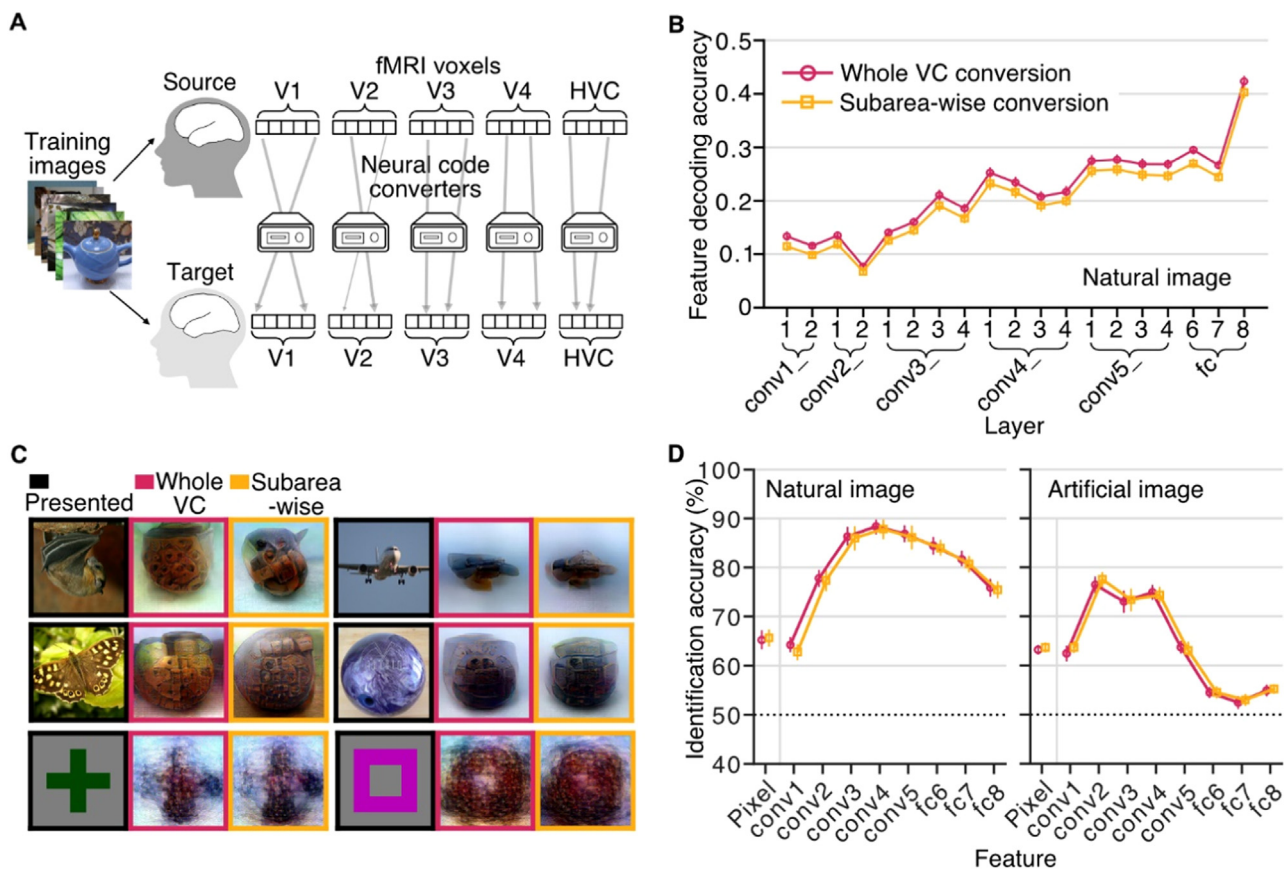 A
Source
fMRI voxels
V1 V2 V3 V4 HVC
Training
images
Neural code
converters
Target
V1 V2 V3 V4 HVC
B
Feature decoding accuracy
0.5
0.4
0.3
0.2
0.1
0
Whole VC conversion
Subarea-wise conversion
Natural image
1 2 1 2 1 2 3 4 1 2 3 4 1 2 3 4 6 7 8
conv1_ conv2_ conv3_ conv4_ conv5_ fc
Layer
C
Presented
Whole
VC
Subarea
-wise
D
Identification accuracy (%)
100
90
80
70
60
50
40
Natural image
Artificial image
Pixel conv1 conv2 conv3 conv4 conv5 fc6 fc7 fc8
Pixel conv1 conv2 conv3 conv4 conv5 fc6 fc7 fc8
Feature